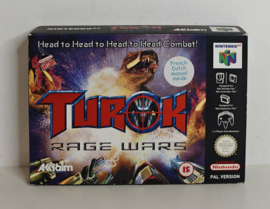 Head to Head to Head to Head Combat!
French
Dutch
manual
inside
NINTENDO 64
TUROK
RAGE WARS
AKklaim
15
Nintendo
PAL VERSION